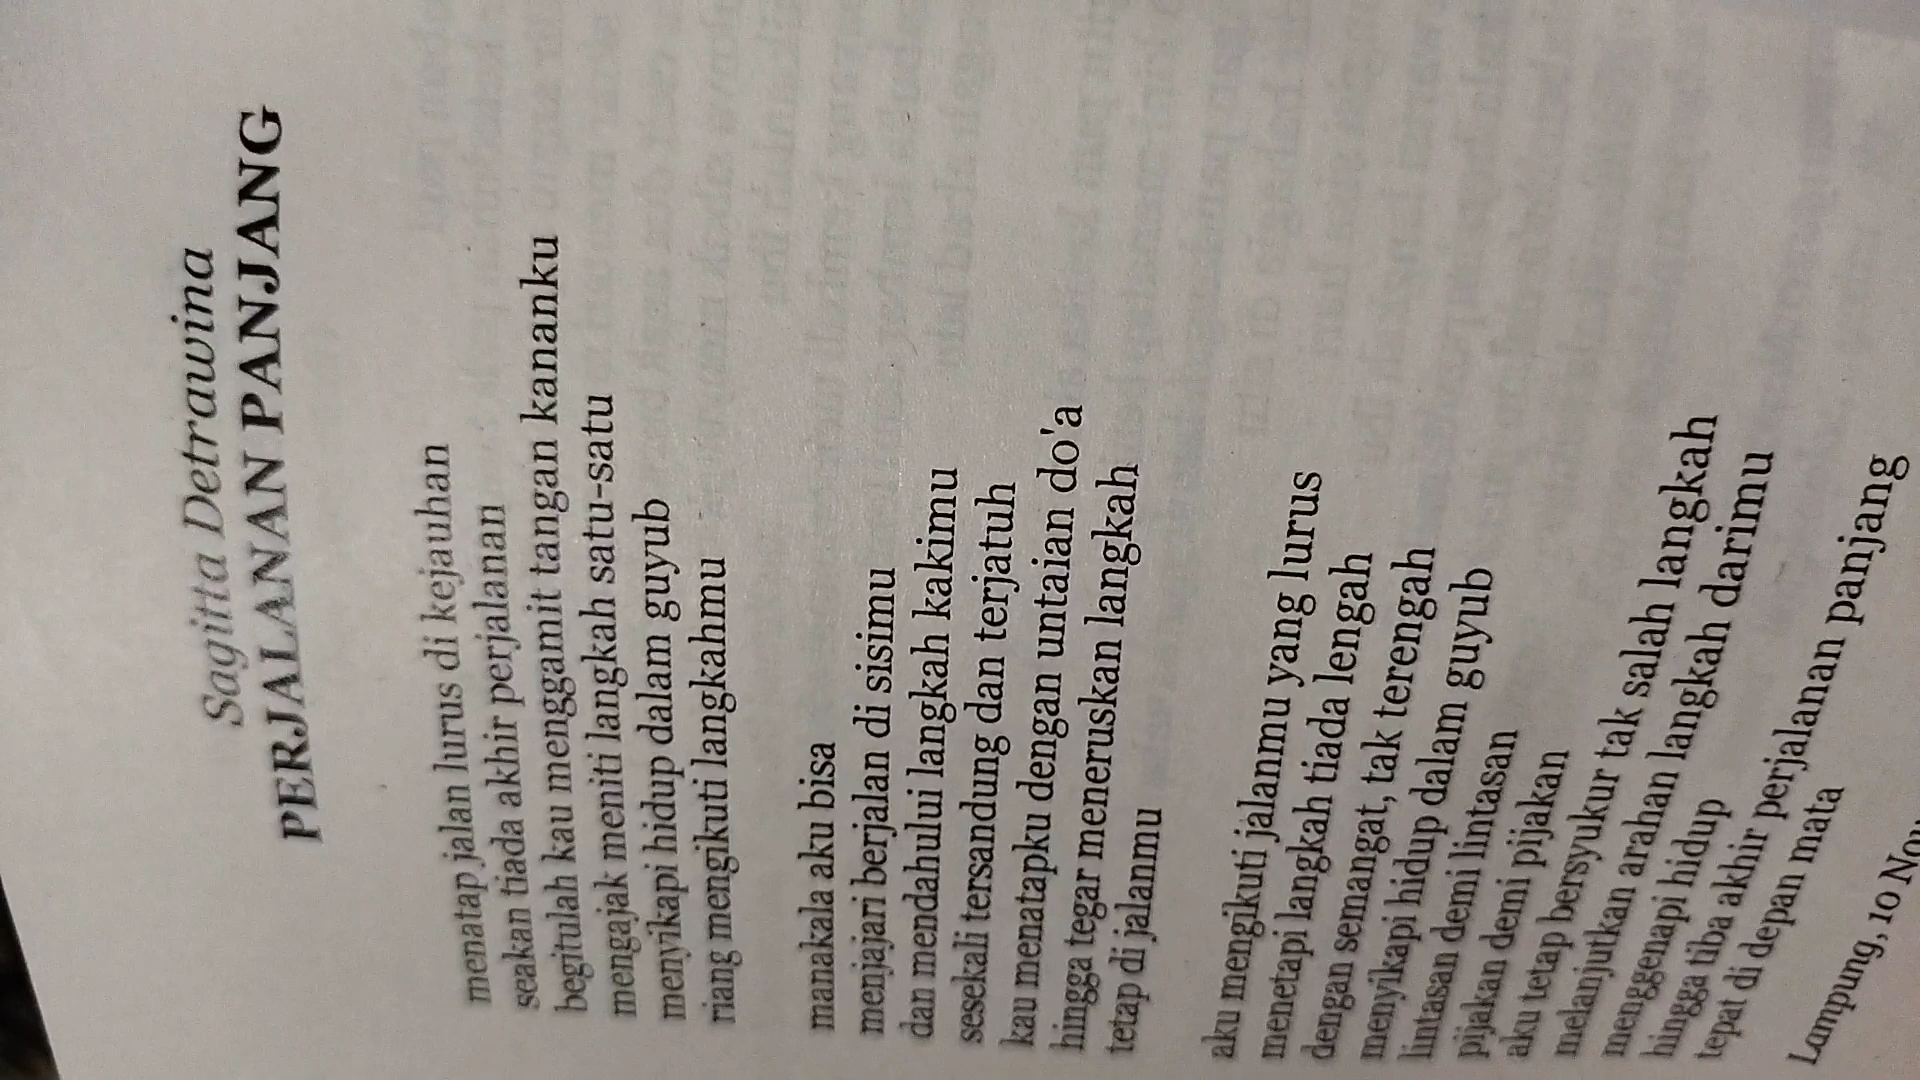 Sagitta Detrawina
PERJALANAN PANJANG
menatap jalan lurus di kejauhan
seakan tiada akhir perjalanan
begitulah kau menggamit tangan kananku
mengajak meniti langkah satu-satu
menyikapi hidup dalam guyub
riang mengikuti langkahmu
manakala aku bisa
menjajari berjalan di sisimu
dan mendahului langkah kakimu
sesekali tersandung dan terjatuh
kau menatapku dengan untaian do'a
hingga tegar meneruskan langkah
tetap di jalanmu
aku mengikuti jalanmu yang lurus
menetapi langkah tiada lengah
dengan semangat, tak terengah
menyikapi hidup dalam guyub
lintasan demi lintasan
pijakan demi pijakan
aku tetap bersyukur tak salah langkah
melanjutkan arahan langkah darimu
menggenapi hidup
hingga tiba akhir perjalanan panjang
tepat di depan mata
Lampung, 10 Nov